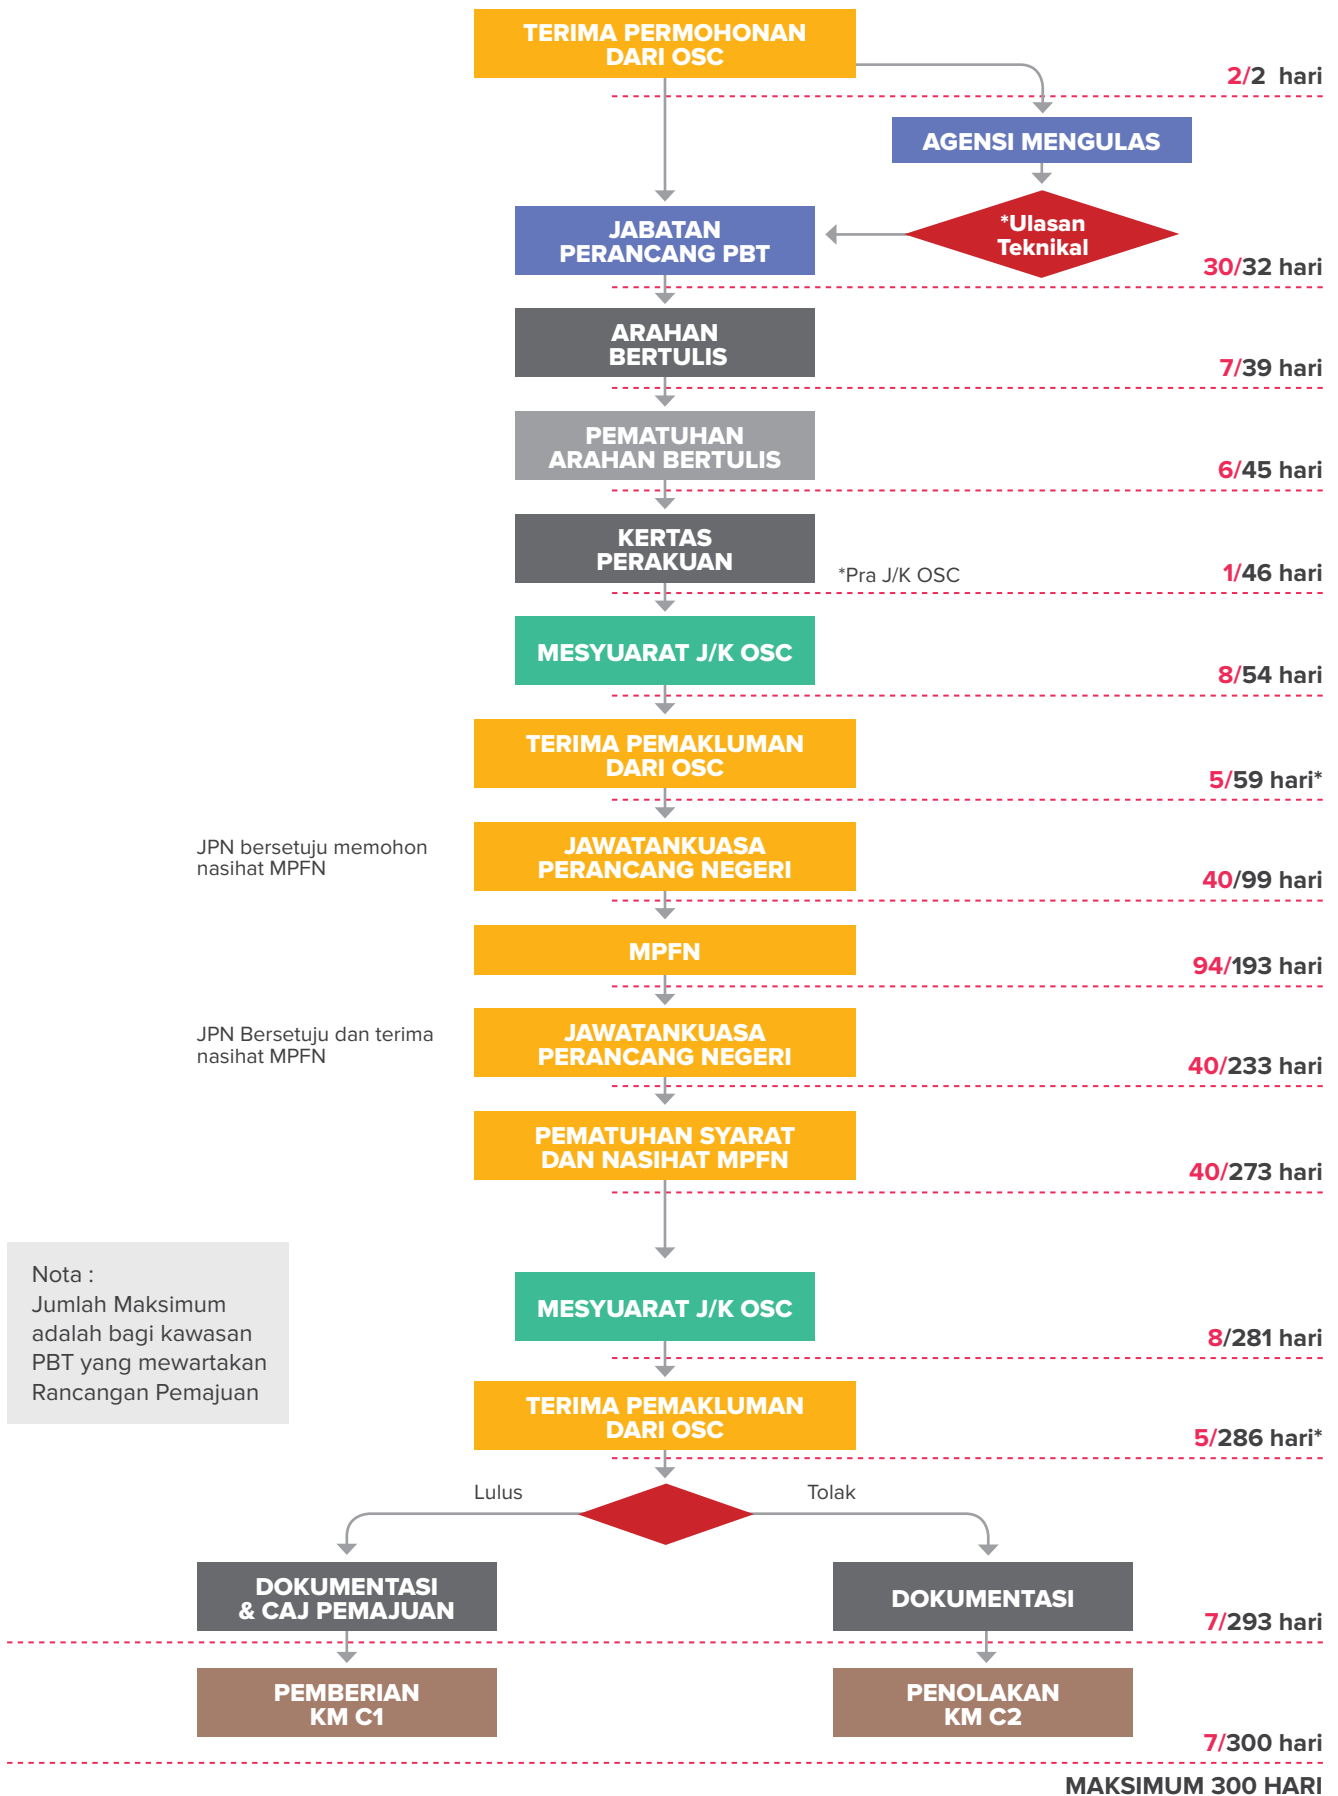 TERIMA PERMOHONAN
DARI OSC
2/2 hari
AGENSI MENGULAS
*Ulasan
Teknikal
JABATAN
PERANCANG PBT
30/32 hari
ARAHAN
BERTULIS
7/39 hari
PEMATUHAN
ARAHAN BERTULIS
6/45 hari
KERTAS
PERAKUAN
*Pra J/K OSC
1/46 hari
MESYUARAT J/K OSC
8/54 hari
TERIMA PEMAKLUMAN
DARI OSC
5/59 hari*
JPN bersetuju memohon
nasihat MPFN
JAWATANKUASA
PERANCANG NEGERI
40/99 hari
MPFN
94/193 hari
JPN Bersetuju dan terima
nasihat MPFN
JAWATANKUASA
PERANCANG NEGERI
40/233 hari
PEMATUHAN SYARAT
DAN NASIHAT MPFN
40/273 hari
Nota :
Jumlah Maksimum
adalah bagi kawasan
PBT yang mewartakan
Rancangan Pemajuan
MESYUARAT J/K OSC
8/281 hari
TERIMA PEMAKLUMAN
DARI OSC
5/286 hari*
Lulus
Tolak
DOKUMENTASI
& CAJ PEMAJUAN
DOKUMENTASI
7/293 hari
PEMBERIAN
KM C1
PENOLAKAN
KM C2
7/300 hari
MAKSIMUM 300 HARI